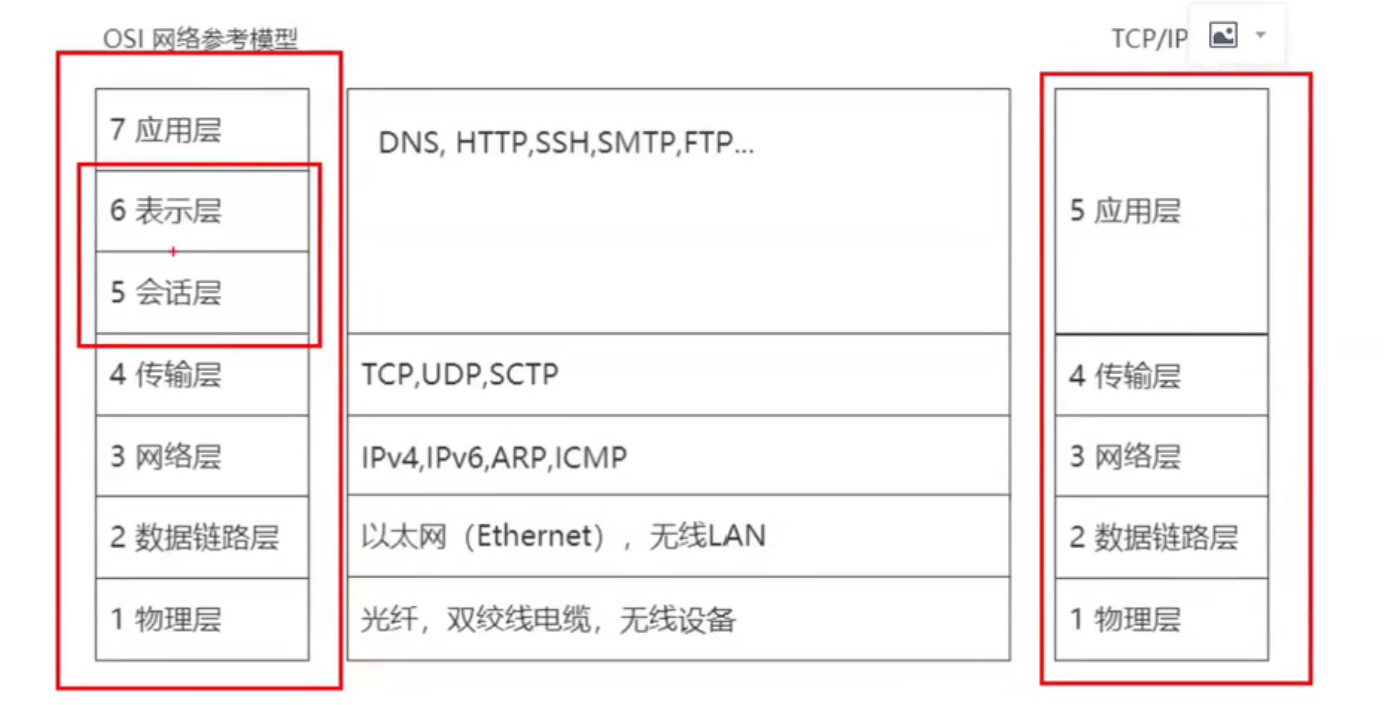 OSI 网络参考模型
TCP/IP
7 应用层
DNS, HTTP,SSH,SMTP,FTP...
6 表示层
5 应用层
5 会话层
4 传输层
TCP,UDP,SCTP
4 传输层
3 网络层
IPv4,IPv6,ARP,ICMP
3 网络层
2 数据链路层
以太网（Ethernet），无线LAN
2 数据链路层
1 物理层
光纤，双绞线电缆，无线设备
1 物理层